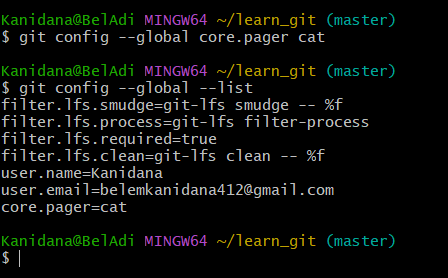 Kanidana@BelAdi MINGW64 ~/learn_git (master)
$ git config --global core.pager cat
Kanidana@BelAdi MINGW64 ~/learn_git (master)
$ git config --global --list
filter.lfs.smudge=git-lfs smudge -- %f
filter.lfs.process=git-lfs filter-process
filter.lfs.required=true
filter.lfs.clean=git-lfs clean -- %f
user.name=Kanidana
user.email=belemkanidana412@gmail.com
core.pager=cat
Kanidana@BelAdi MINGW64 ~/learn_git (master)
$